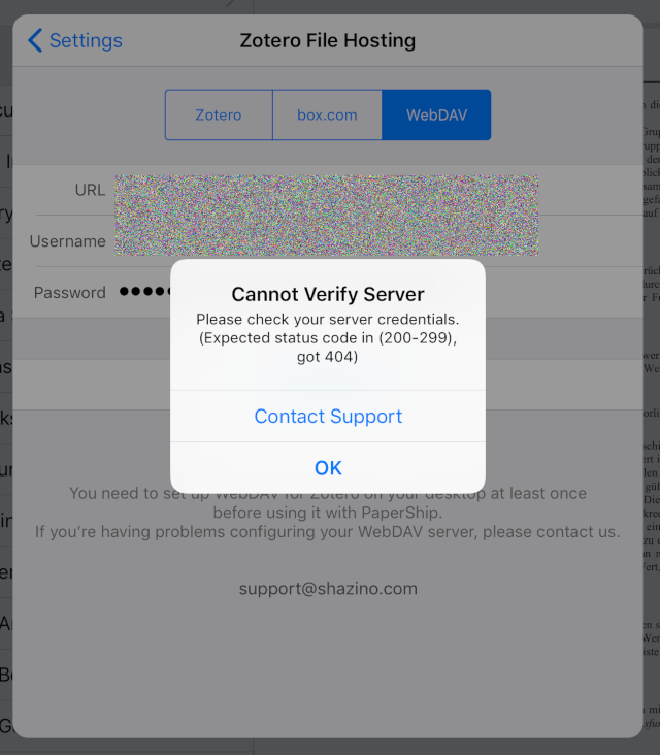 Settings
Zotero File Hosting
Zotero box.com WebDAV
URL
Username
Password
Cannot Verify Server
Please check your server credentials.
(Expected status code in (200-299),
got 404)
Contact Support
OK
You need to set up WebDAV for Zotero on your desktop at least once
before using it with PaperShip.
If you're having problems configuring your WebDAV server, please contact us.
support@shazino.com